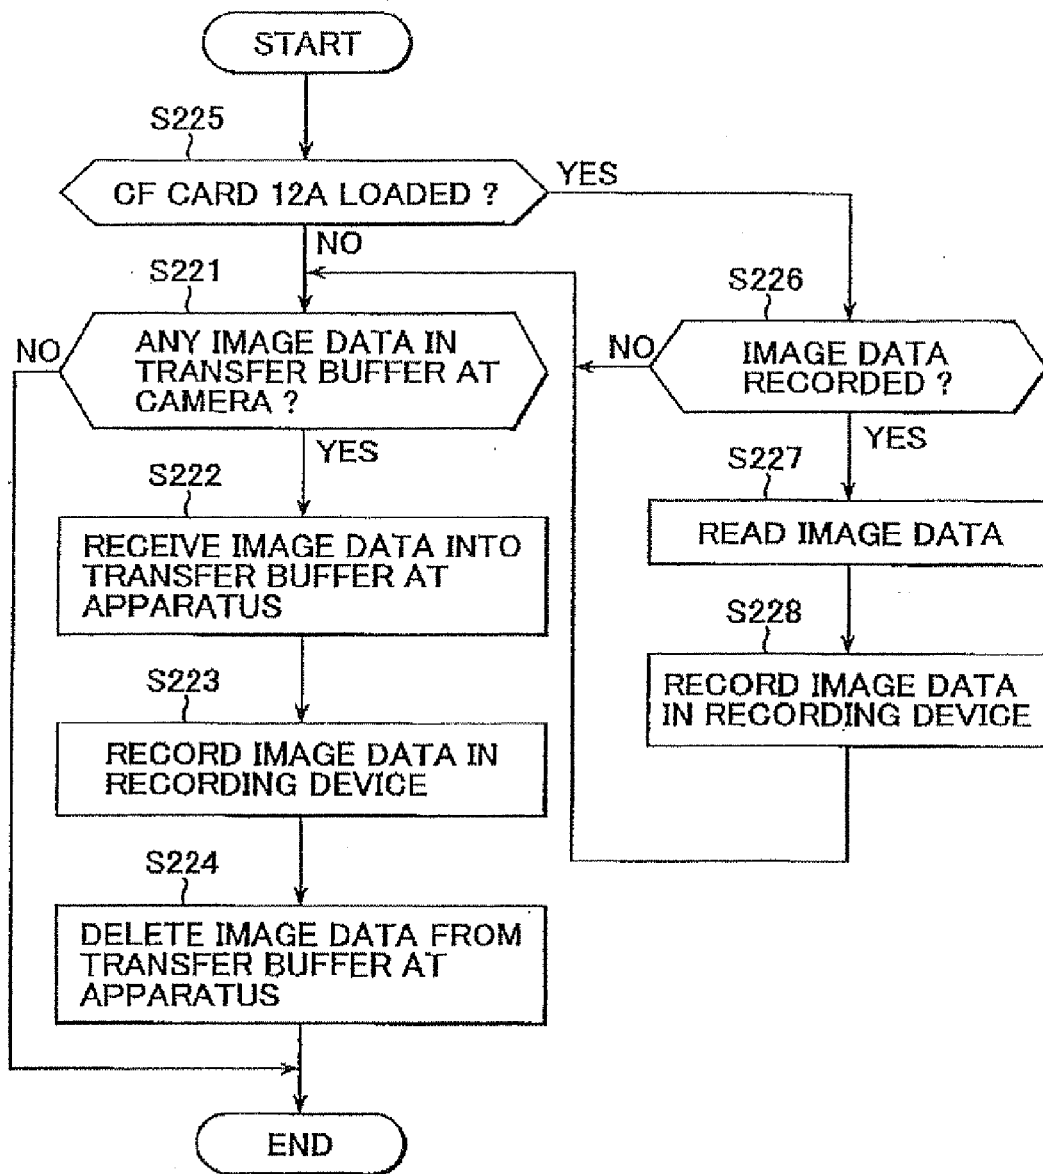 START
S225
CF CARD 12A LOADED ?
YES
NO
S221
S226
NO
ANY IMAGE DATA IN
TRANSFER BUFFER AT
CAMERA ?
NO
IMAGE DATA
RECORDED ?
YES
YES
S222
S227
RECEIVE IMAGE DATA INTO
TRANSFER BUFFER AT
APPARATUS
READ IMAGE DATA
S228
S223
RECORD IMAGE DATA
IN RECORDING DEVICE
RECORD IMAGE DATA IN
RECORDING DEVICE
S224
DELETE IMAGE DATA FROM
TRANSFER BUFFER AT
APPARATUS
END